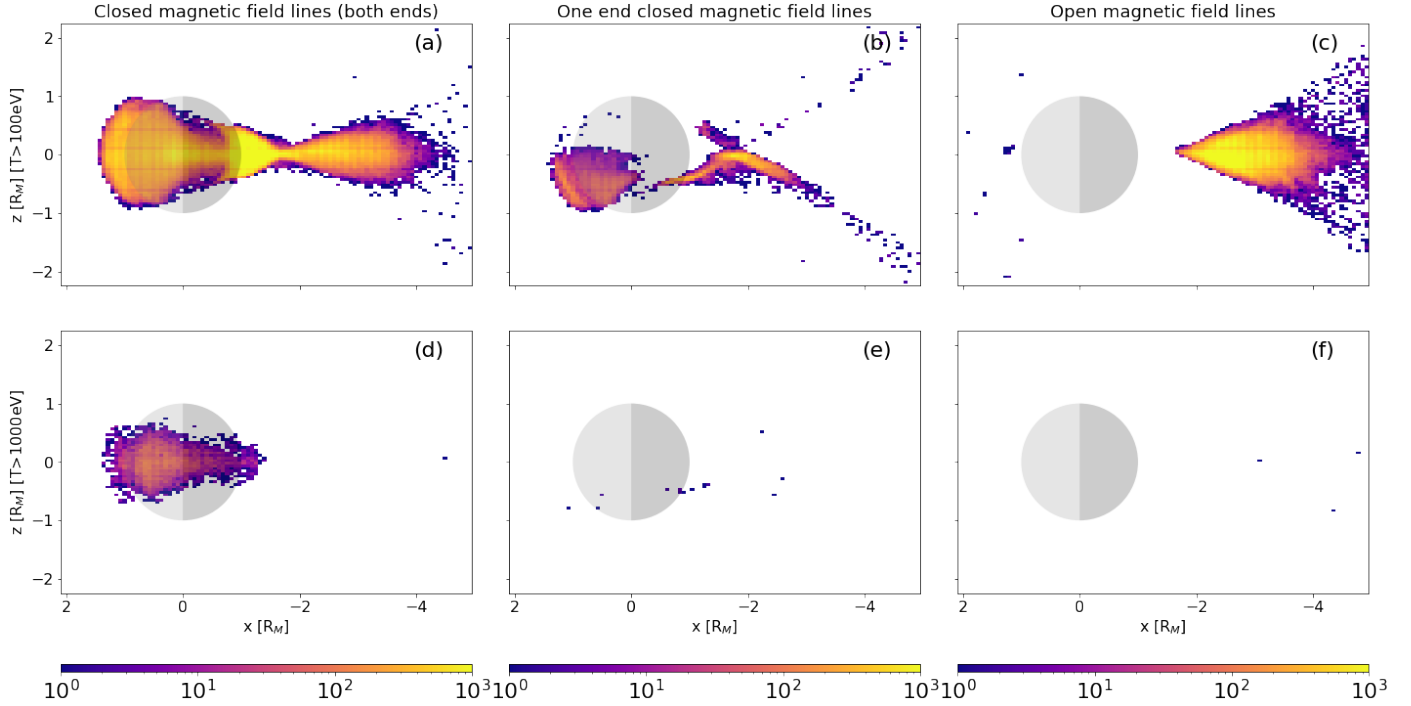 Closed magnetic field lines (both ends)
One end closed magnetic field lines
Open magnetic field lines
(a)
(b)
(c)
z [R_M] [T>100eV]
2
1
0
−1
−2
(d)
(e)
(f)
z [R_M] [T>1000eV]
2
1
0
−1
−2
2 0 −2 −4
2 0 −2 −4
2 0 −2 −4
x [R_M]
x [R_M]
x [R_M]
10^0 10^1 10^2 10^3
10^0 10^1 10^2 10^3
10^0 10^1 10^2 10^3